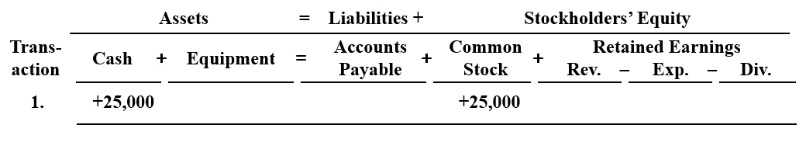 Assets = Liabilities + Stockholders’ Equity
Trans-
action
Cash + Equipment = Accounts Payable + Common Stock + Retained Earnings
Rev. – Exp. – Div.
1. +25,000 +25,000